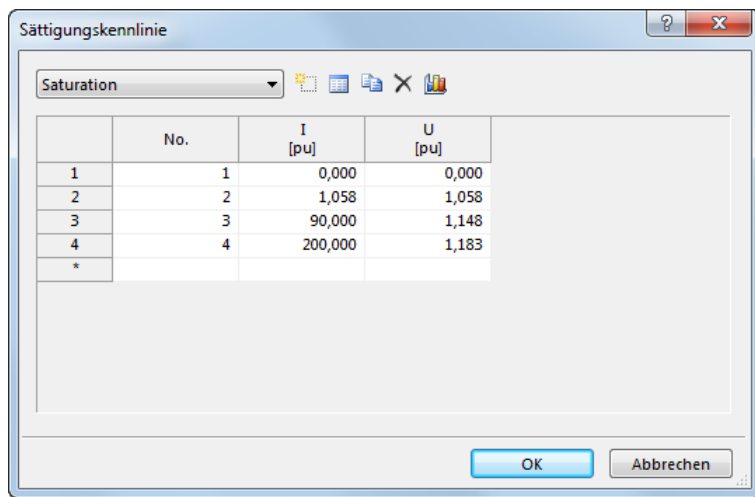 Sättigungskennlinie
Saturation
No. I [pu] U [pu]
1 1 0,000 0,000
2 2 1,058 1,058
3 3 90,000 1,148
4 4 200,000 1,183
*
OK Abbrechen